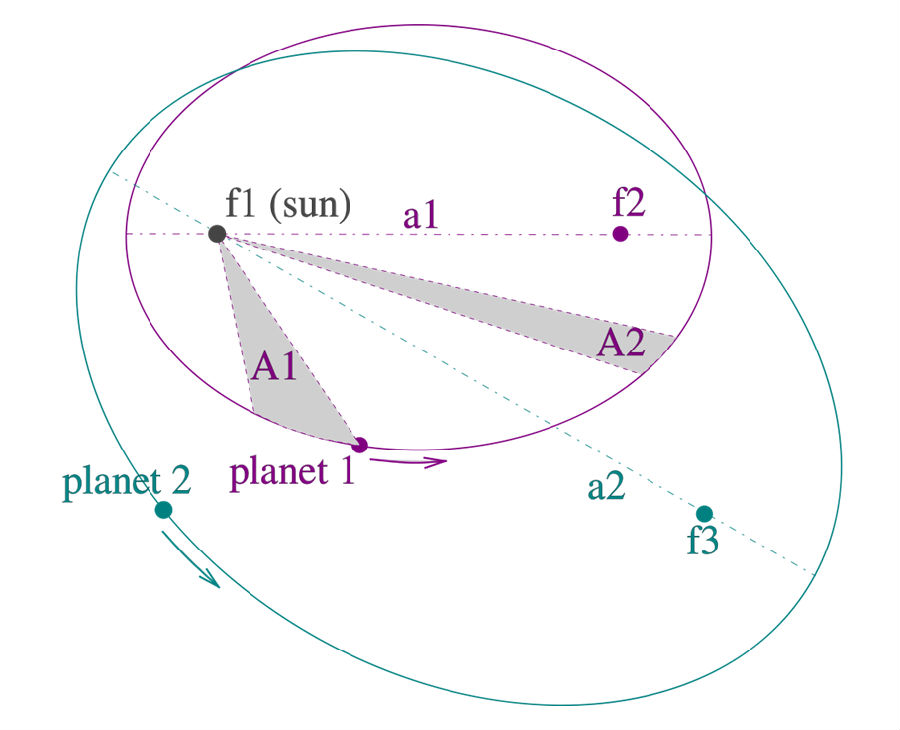 f1 (sun)
a1
f2
A1
A2
planet 1
planet 2
a2
f3